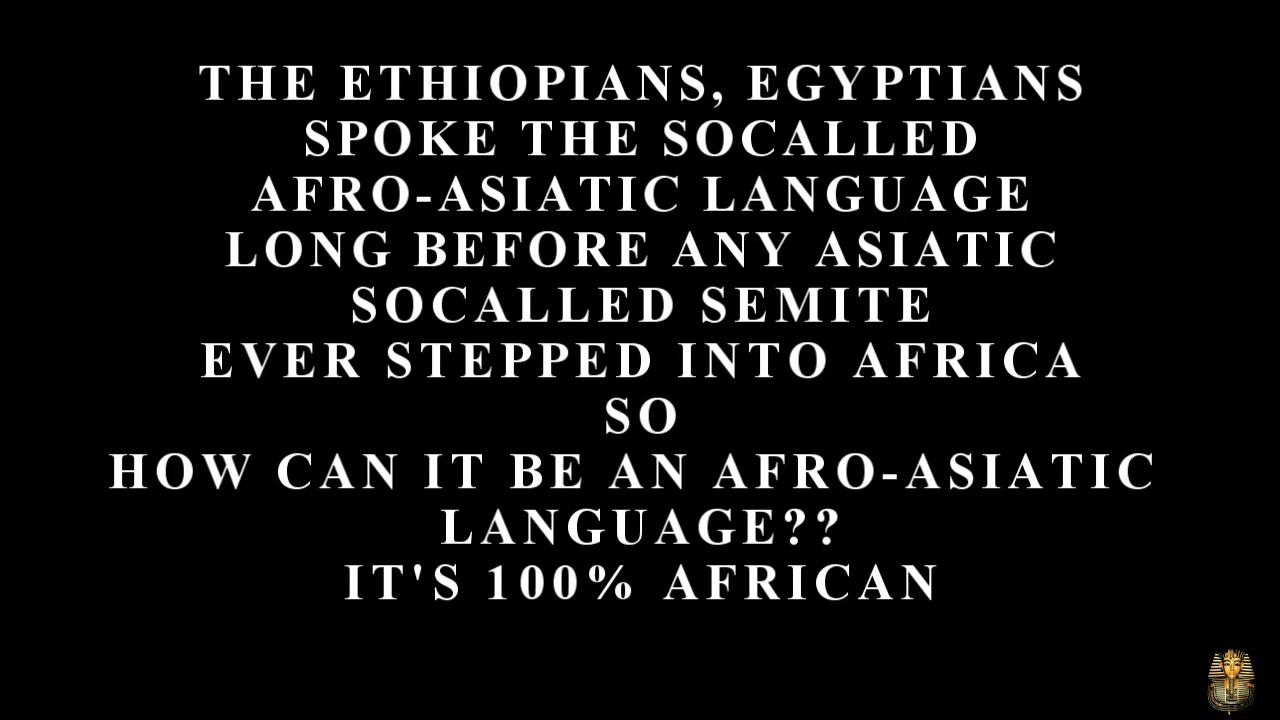 THE ETHIOPIANS, EGYPTIANS
SPOKE THE SOCALLED
AFRO-ASIATIC LANGUAGE
LONG BEFORE ANY ASIATIC
SOCALLED SEMITE
EVER STEPPED INTO AFRICA
SO
HOW CAN IT BE AN AFRO-ASIATIC
LANGUAGE??
IT'S 100% AFRICAN